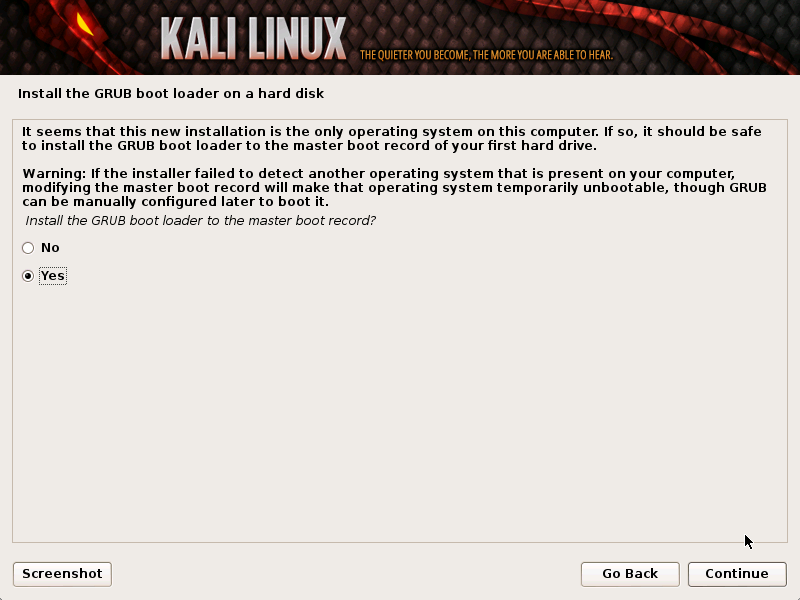 KALI LINUX THE QUIETER YOU BECOME, THE MORE YOU ARE ABLE TO HEAR.
Install the GRUB boot loader on a hard disk
It seems that this new installation is the only operating system on this computer. If so, it should be safe
to install the GRUB boot loader to the master boot record of your first hard drive.
Warning: If the installer failed to detect another operating system that is present on your computer,
modifying the master boot record will make that operating system temporarily unbootable, though GRUB
can be manually configured later to boot it.
Install the GRUB boot loader to the master boot record?
No
Yes
Screenshot Go Back Continue